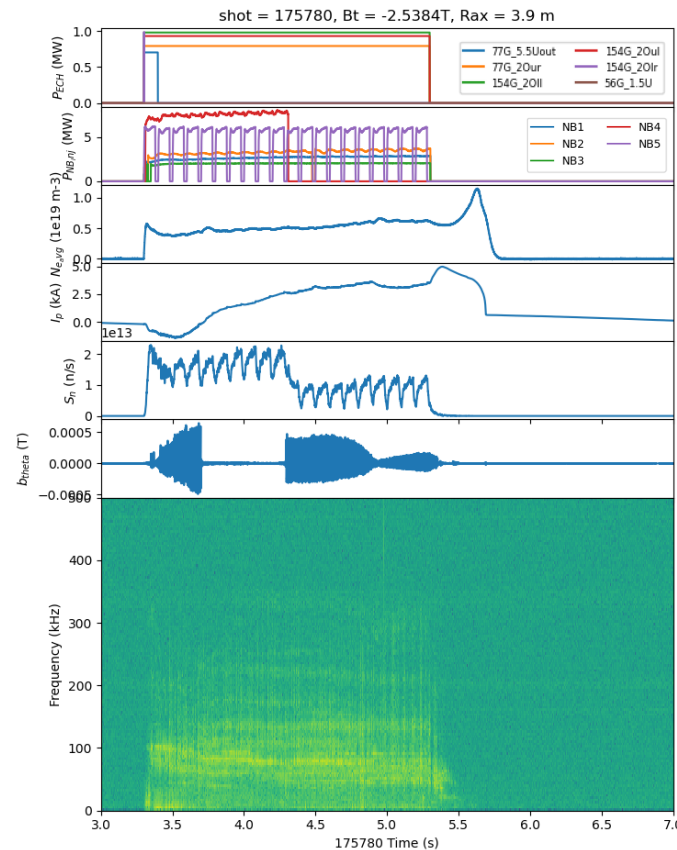 shot = 175780, Bt = -2.5384T, Rax = 3.9 m
P_ECH (MW)
1.0
0.5
0.0
77G_5.5Uout
77G_2Our
154G_2Oll
154G_2Oul
154G_2Olr
56G_1.5U
P_NB,nj (MW)
5
0
NB1
NB2
NB3
NB4
NB5
N_e_avg (1e19 m-3)
1.0
0.5
0.0
I_p (kA)
5.0
2.5
0.0
1e13
S_n (n/s)
2
1
0
b_theta (T)
0.0005
0.0000
−0.0005
Frequency (kHz)
500
400
300
200
100
0
3.0 3.5 4.0 4.5 5.0 5.5 6.0 6.5 7.0
175780 Time (s)